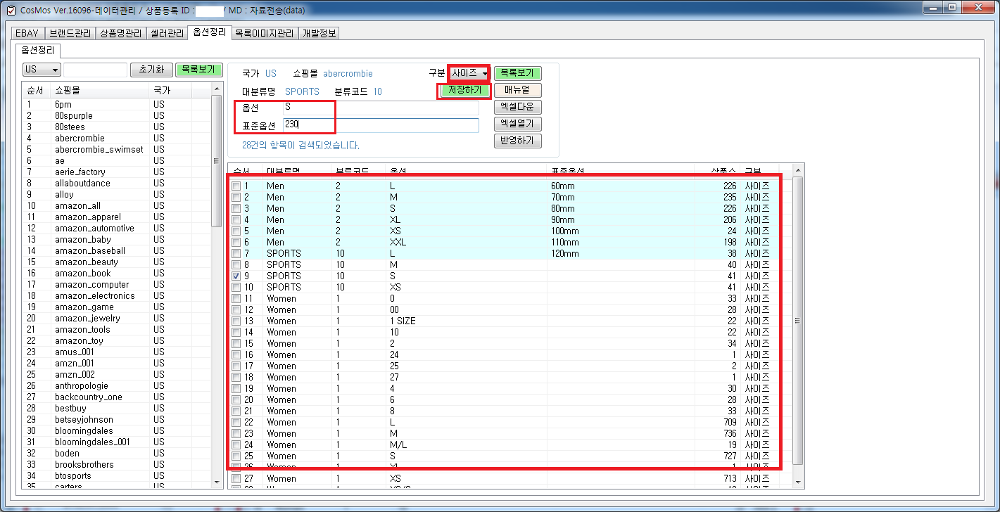 CosMos Ver.16096-데이터관리 / 상품등록 ID : / MD : 자료전송(data)
EBAY 브랜드관리 상품명관리 셀러관리 옵션정리 목록이미지관리 개발정보
옵션정리
US 초기화 목록보기
순서 쇼핑몰 국가
1 6pm US
2 80spurple US
3 80stees US
4 abercrombie US
5 abercrombie_swimset US
6 ae US
7 aerie_factory US
8 allaboutdance US
9 alloy US
10 amazon_all US
11 amazon_apparel US
12 amazon_automotive US
13 amazon_baby US
14 amazon_baseball US
15 amazon_beauty US
16 amazon_book US
17 amazon_computer US
18 amazon_electronics US
19 amazon_game US
20 amazon_jewelry US
21 amazon_tools US
22 amazon_toy US
23 amus_001 US
24 amzn_001 US
25 amzn_002 US
26 anthropologie US
27 backcountry_one US
28 bestbuy US
29 betseyjohnson US
30 bloomingdales US
31 bloomingdales_001 US
32 boden US
33 brooksbrothers US
34 btosports US
35 carters US
국가 US 쇼핑몰 abercrombie 구분 사이즈 목록보기
대분류명 SPORTS 분류코드 10 저장하기 매뉴얼
옵션 S 엑셀다운
표준옵션 230 엑셀열기
28건의 항목이 검색되었습니다. 반영하기
순서 대분류명 분류코드 옵션 표준옵션 상품수 구분
1 Men 2 L 60mm 226 사이즈
2 Men 2 M 70mm 235 사이즈
3 Men 2 S 80mm 226 사이즈
4 Men 2 XL 90mm 206 사이즈
5 Men 2 XS 100mm 24 사이즈
6 Men 2 XXL 110mm 198 사이즈
7 SPORTS 10 L 120mm 38 사이즈
8 SPORTS 10 M 40 사이즈
9 SPORTS 10 S 41 사이즈
10 SPORTS 10 XS 41 사이즈
11 Women 1 0 33 사이즈
12 Women 1 00 28 사이즈
13 Women 1 1 SIZE 22 사이즈
14 Women 1 10 22 사이즈
15 Women 1 2 34 사이즈
16 Women 1 24 1 사이즈
17 Women 1 25 2 사이즈
18 Women 1 27 1 사이즈
19 Women 1 4 30 사이즈
20 Women 1 6 28 사이즈
21 Women 1 8 33 사이즈
22 Women 1 L 709 사이즈
23 Women 1 M 736 사이즈
24 Women 1 M/L 19 사이즈
25 Women 1 S 727 사이즈
26 Women 1 XL 1 사이즈
27 Women 1 XS 713 사이즈